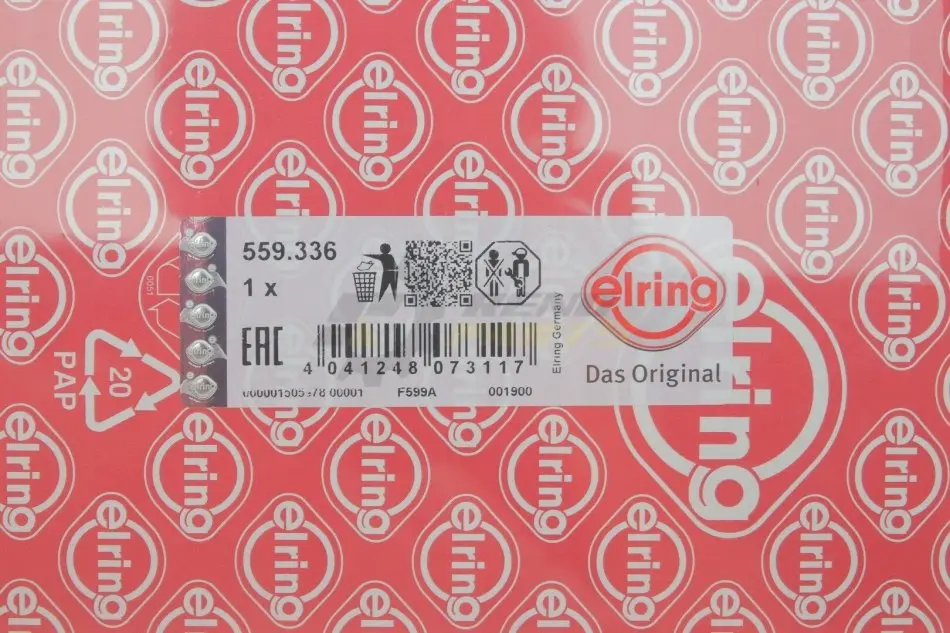 559.336
1 x
EAC
4 041248 073117
F599A 001900
Elring Germany
elring
Das Original
20
PAP
elring